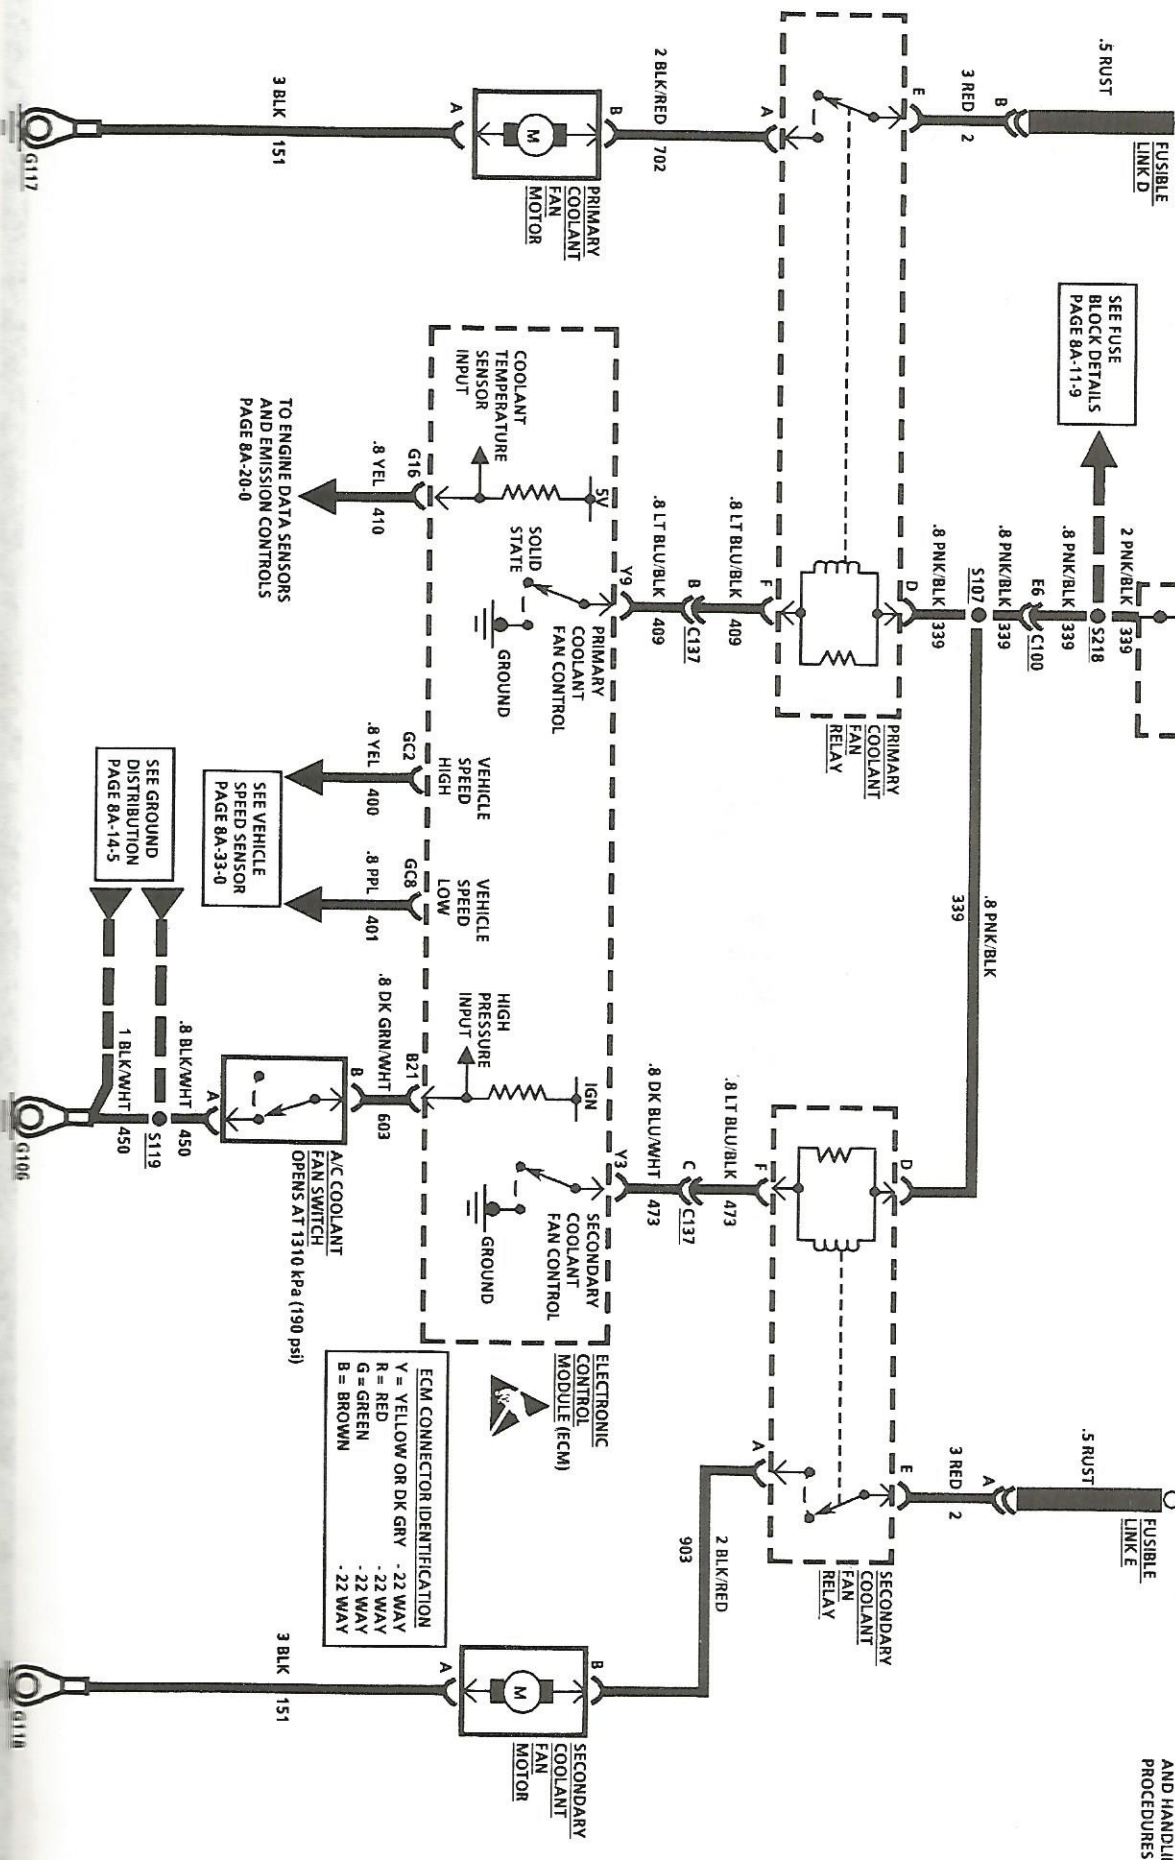 .5 RUST
FUSIBLE
LINK D
B
3 RED
2
E
A
2 BLK/RED
702
B
PRIMARY
COOLANT
FAN
MOTOR
M
A
3 BLK
151
G117
SEE FUSE
BLOCK DETAILS
PAGE 8A-11-9
2 PNK/BLK
339
S218
.8 PNK/BLK
339
E6
C100
.8 PNK/BLK
339
S107
.8 PNK/BLK
339
D
PRIMARY
COOLANT
FAN
RELAY
F
.8 LT BLU/BLK
409
B
C137
.8 LT BLU/BLK
409
Y9
PRIMARY
COOLANT
FAN CONTROL
SOLID
STATE
GROUND
5V
COOLANT
TEMPERATURE
SENSOR
INPUT
G16
.8 YEL
410
TO ENGINE DATA SENSORS
AND EMISSION CONTROLS
PAGE 8A-20-0
VEHICLE
SPEED
HIGH
GC2
.8 YEL
400
VEHICLE
SPEED
LOW
GC8
.8 PPL
401
SEE VEHICLE
SPEED SENSOR
PAGE 8A-33-0
SEE GROUND
DISTRIBUTION
PAGE 8A-14-5
.8 PNK/BLK
339
D
SECONDARY
COOLANT
FAN
RELAY
F
.8 LT BLU/BLK
473
C
C137
.8 DK BLU/WHT
473
Y3
SECONDARY
COOLANT
FAN CONTROL
GROUND
IGN
HIGH
PRESSURE
INPUT
B21
.8 DK GRN/WHT
603
B
A/C COOLANT
FAN SWITCH
OPENS AT 1310 kPa (190 psi)
A
.8 BLK/WHT
450
S119
1 BLK/WHT
450
G106
ELECTRONIC
CONTROL
MODULE (ECM)
ECM CONNECTOR IDENTIFICATION
Y = YELLOW OR DK GRY - 22 WAY
R = RED - 22 WAY
G = GREEN - 22 WAY
B = BROWN - 22 WAY
.5 RUST
FUSIBLE
LINK E
A
3 RED
2
E
A
2 BLK/RED
903
B
SECONDARY
COOLANT
FAN
MOTOR
M
A
3 BLK
151
G118
PROCEDURES